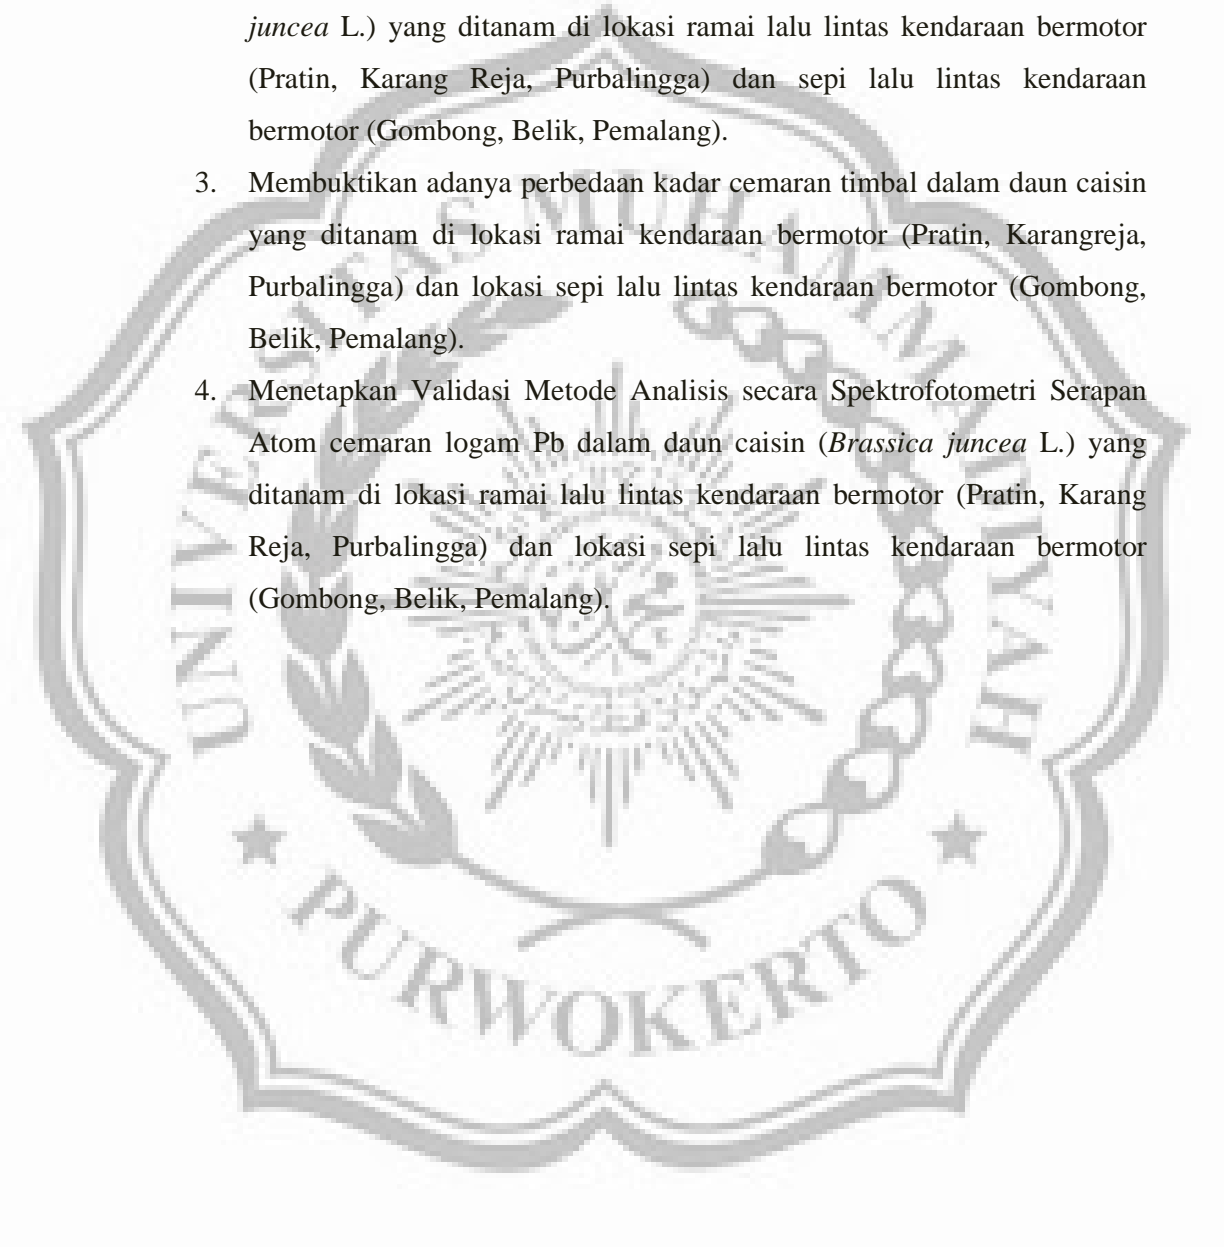 juncea L.) yang ditanam di lokasi ramai lalu lintas kendaraan bermotor
(Pratin, Karang Reja, Purbalingga) dan sepi lalu lintas kendaraan
bermotor (Gombong, Belik, Pemalang).
3. Membuktikan adanya perbedaan kadar cemaran timbal dalam daun caisin
yang ditanam di lokasi ramai kendaraan bermotor (Pratin, Karangreja,
Purbalingga) dan lokasi sepi lalu lintas kendaraan bermotor (Gombong,
Belik, Pemalang).
4. Menetapkan Validasi Metode Analisis secara Spektrofotometri Serapan
Atom cemaran logam Pb dalam daun caisin (Brassica juncea L.) yang
ditanam di lokasi ramai lalu lintas kendaraan bermotor (Pratin, Karang
Reja, Purbalingga) dan lokasi sepi lalu lintas kendaraan bermotor
(Gombong, Belik, Pemalang).
UNIVERSITAS MUHAMMADIYAH
PURWOKERTO